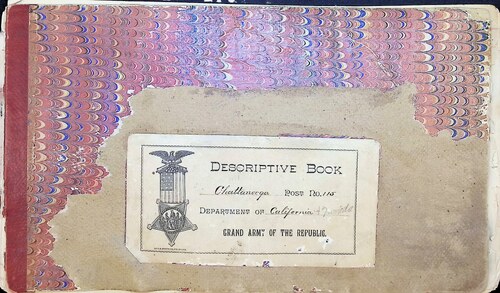 DESCRIPTIVE BOOK
Chattanooga POST NO. 115
DEPARTMENT OF California
GRAND ARMY OF THE REPUBLIC.